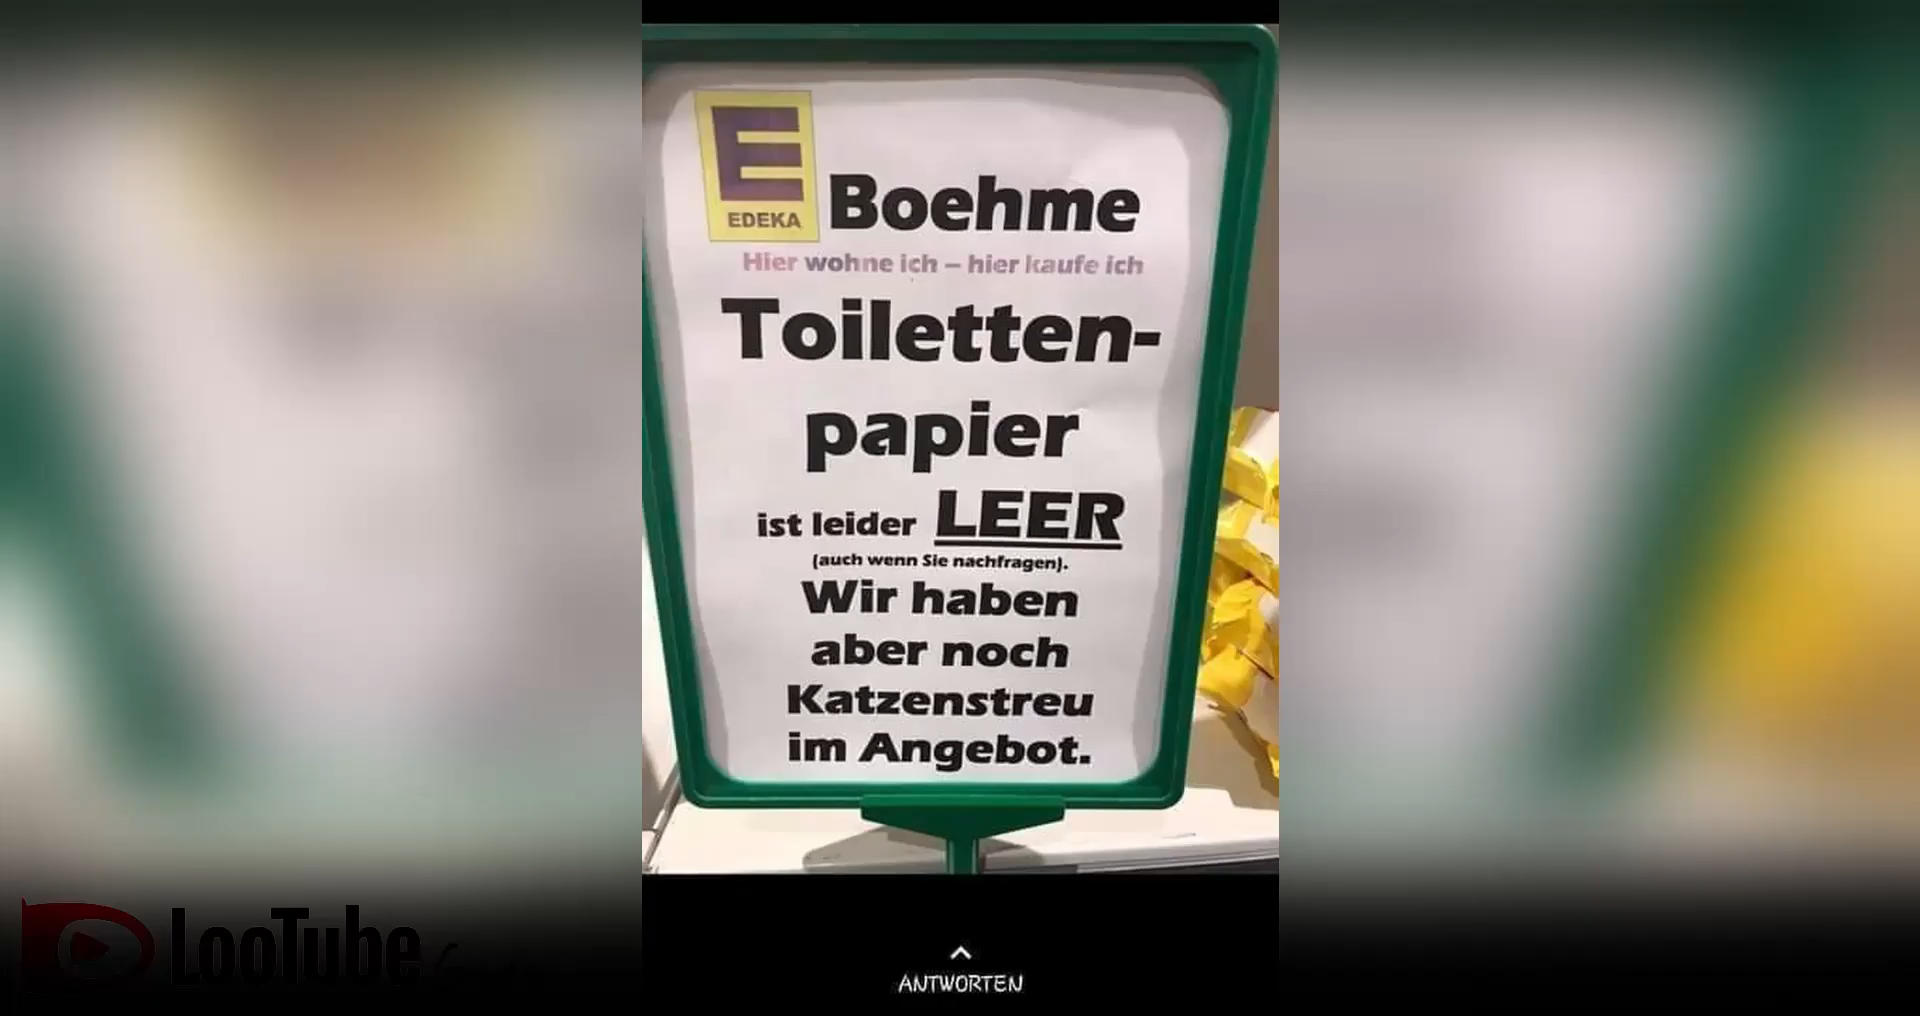 E
EDEKA
Boehme
Hier wohne ich – hier kaufe ich
Toiletten-
papier
ist leider LEER
(auch wenn Sie nachfragen).
Wir haben
aber noch
Katzenstreu
im Angebot.
LooTube
ANTWORTEN